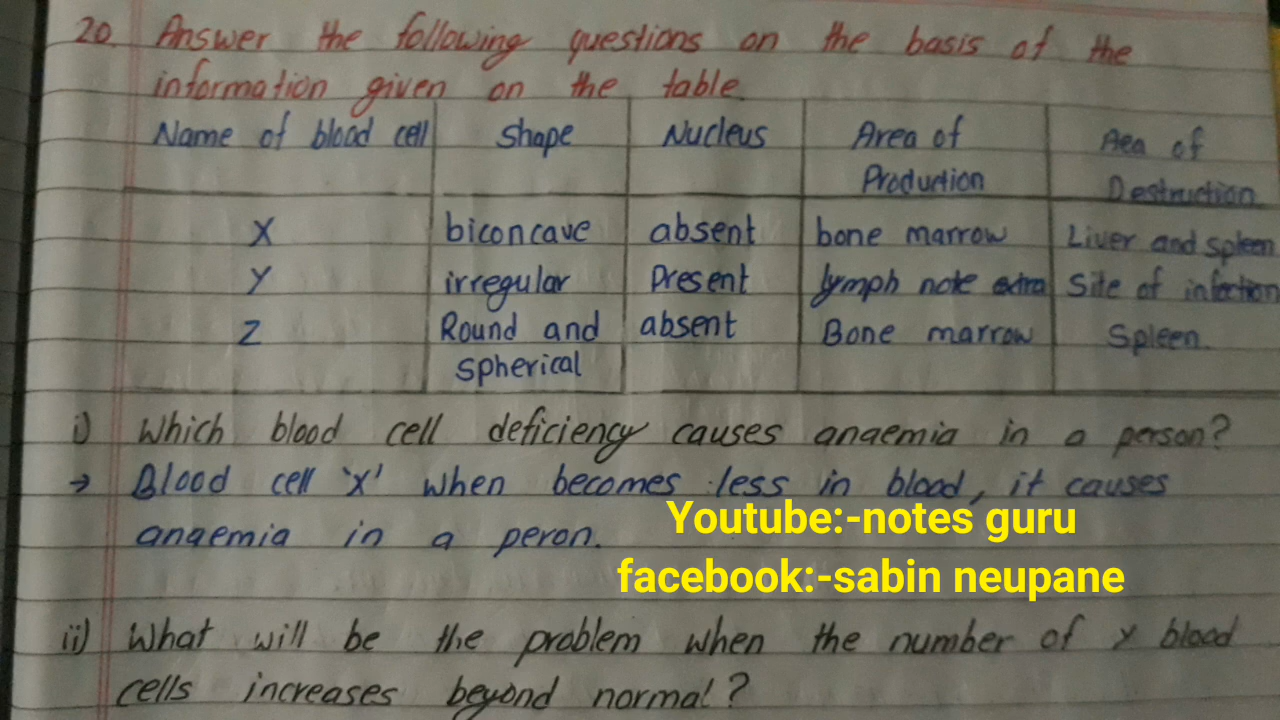 20. Answer the following questions on the basis of the
information given on the table.
Name of blood cell Shape Nucleus Area of Production Aea of Destruction
X biconcave absent bone marrow Liver and spleen
Y irregular Present lymph note extra Site of infection
Z Round and spherical absent Bone marrow Spleen.
i) Which blood cell deficiency causes anaemia in a person?
→ Blood cell 'X' when becomes less in blood, it causes
anaemia in a peron.
Youtube:-notes guru
facebook:-sabin neupane
ii) What will be the problem when the number of y blood
cells increases beyond normal?